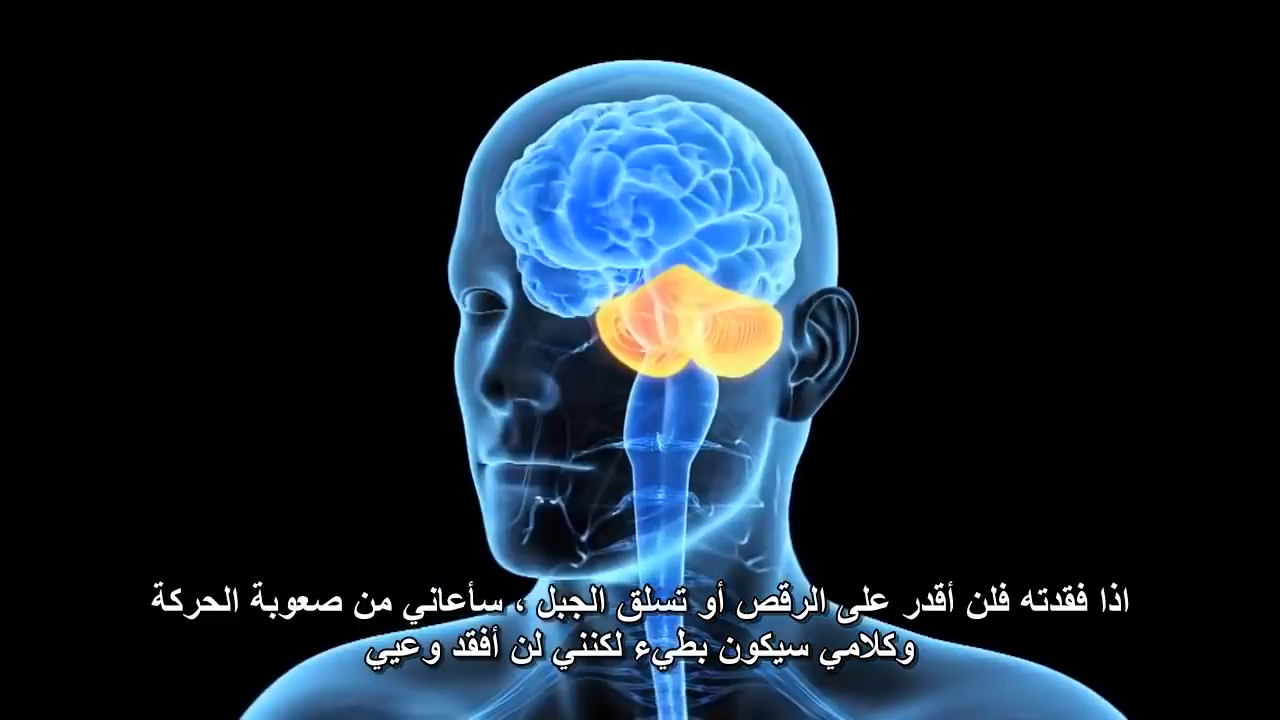 اذا فقدته فلن أقدر على الرقص أو تسلق الجبل ، سأعاني من صعوبة الحركة
وكلامي سيكون بطيء لكنني لن أفقد وعيي